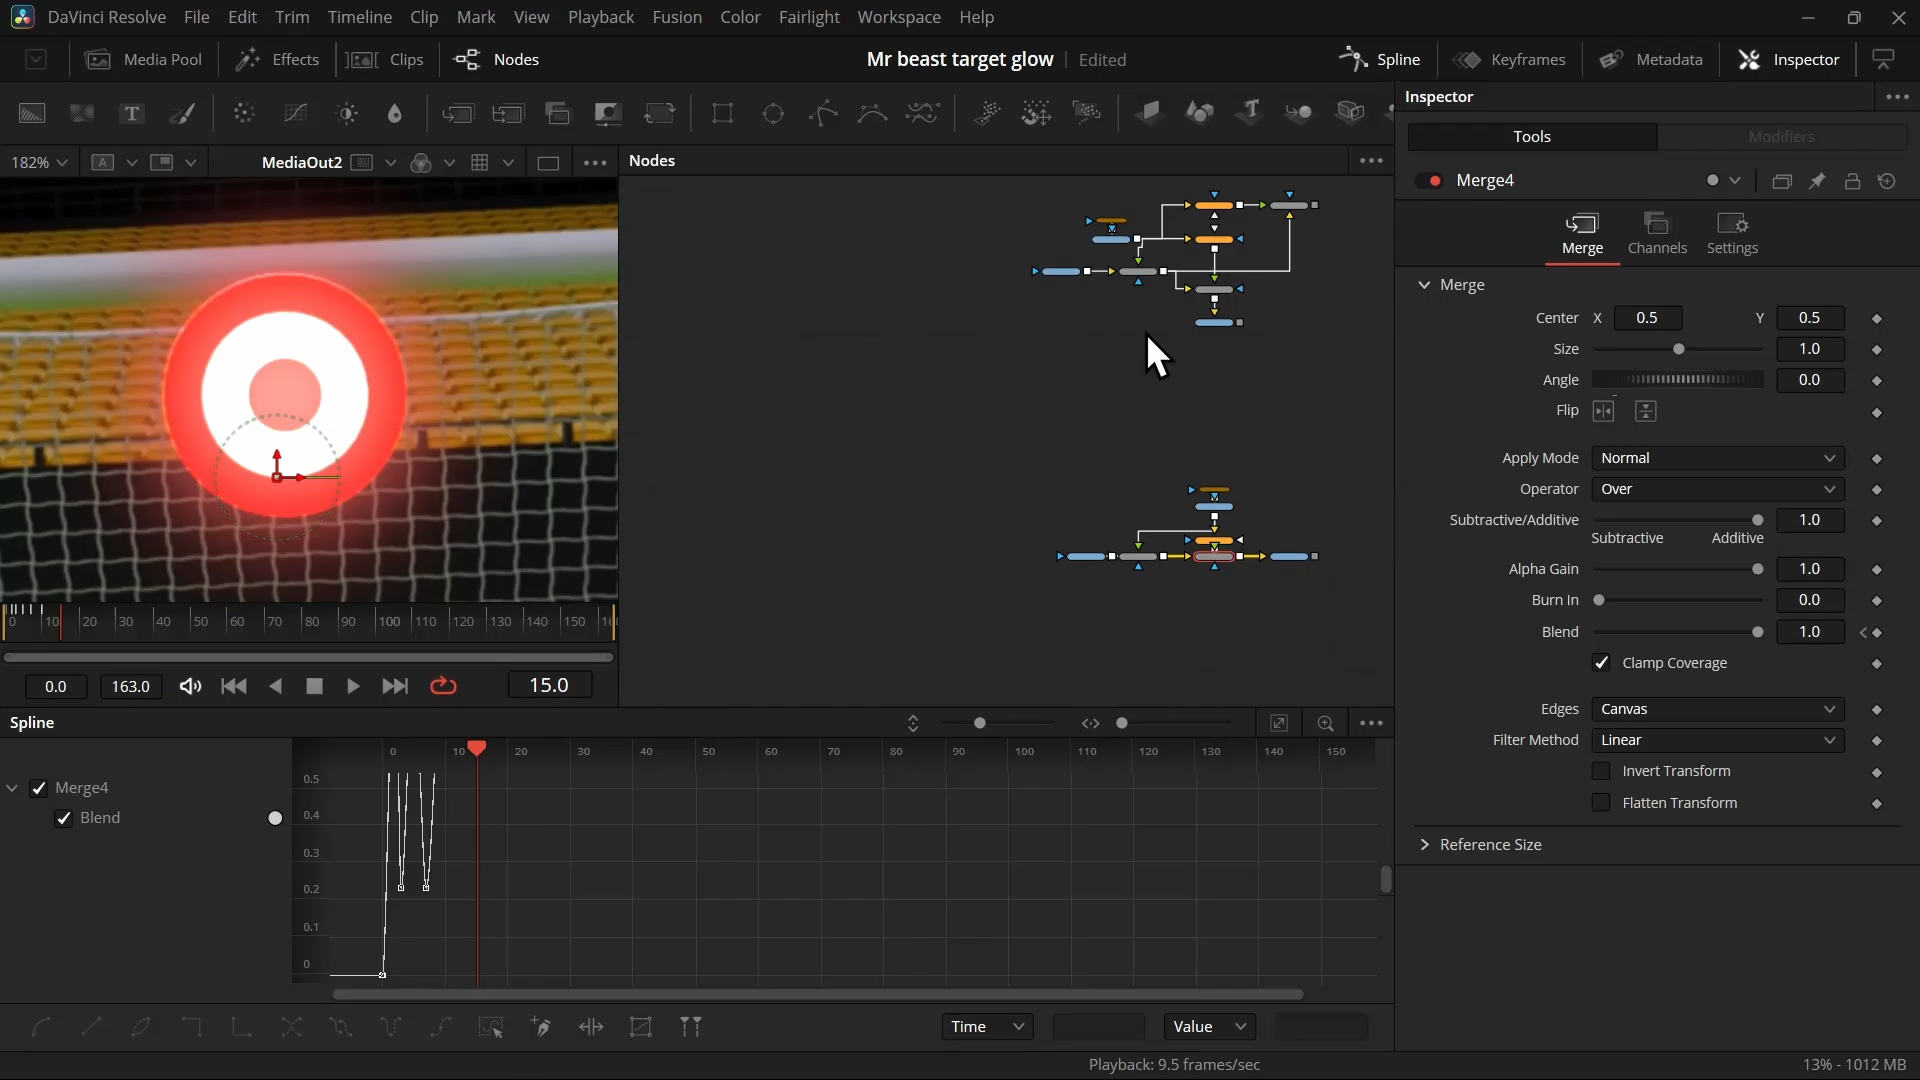 DaVinci Resolve File Edit Trim Timeline Clip Mark View Playback Fusion Color Fairlight Workspace Help
Media Pool Effects Clips Nodes Mr beast target glow Edited Spline Keyframes Metadata Inspector
Inspector
Tools Modifiers
182% A MediaOut2 Nodes
Merge4
Merge Channels Settings
Merge
Center X 0.5 Y 0.5
Size 1.0
Angle 0.0
Flip
Apply Mode Normal
Operator Over
Subtractive/Additive 1.0
Subtractive Additive
Alpha Gain 1.0
Burn In 0.0
Blend 1.0
Clamp Coverage
Edges Canvas
Filter Method Linear
Invert Transform
Flatten Transform
Reference Size
0 10 20 30 40 50 60 70 80 90 100 110 120 130 140 150
0.0 163.0 15.0
Spline
0 10 20 30 40 50 60 70 80 90 100 110 120 130 140 150
Merge4
Blend
0.5
0.4
0.3
0.2
0.1
0
Time Value
Playback: 9.5 frames/sec 13% - 1012 MB